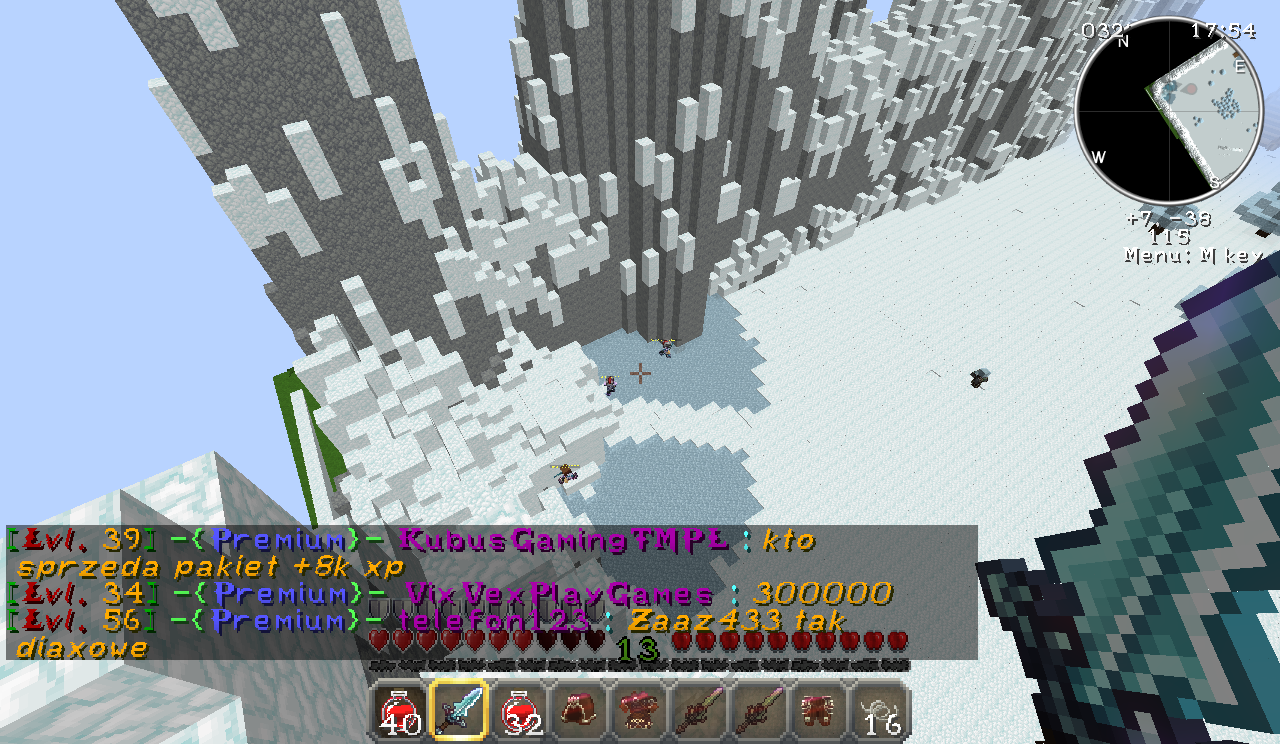 032° 17:54
N
E
W
S
+7, -38
115
Menu: M key
[Lvl. 39] -{Premium}- KubusGamingTMPL : kto
sprzeda pakiet +8k xp
[Lvl. 34] -{Premium}- VixVexPlayGames : 300000
[Lvl. 56] -{Premium}- telefon123 : Zaaz433 tak
diaxowe
13
40 32 16